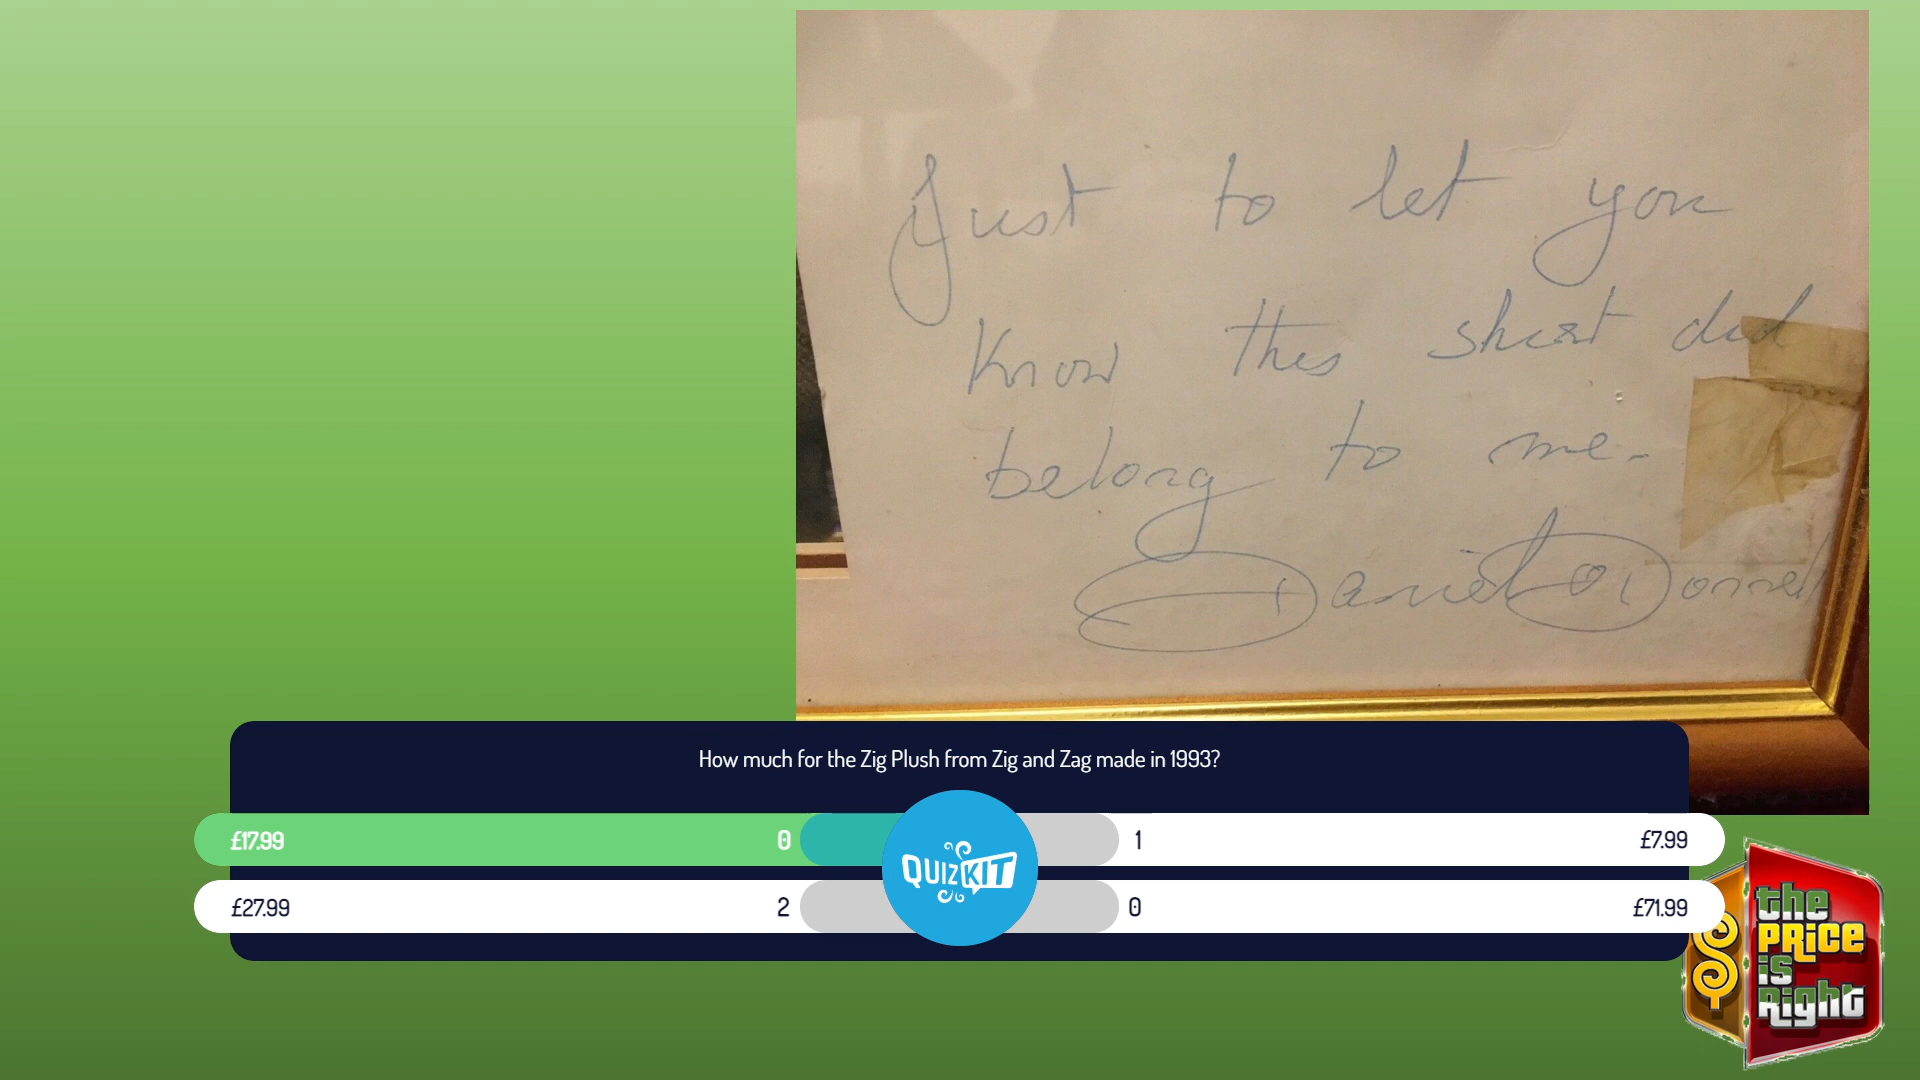 Just to let you
Know this shirt did
belong to me.
Daniel O'Donnell
How much for the Zig Plush from Zig and Zag made in 1993?
£17.99 0 1 £7.99
£27.99 2 0 £71.99
QUIZKIT
the
PRiCE
is
Right